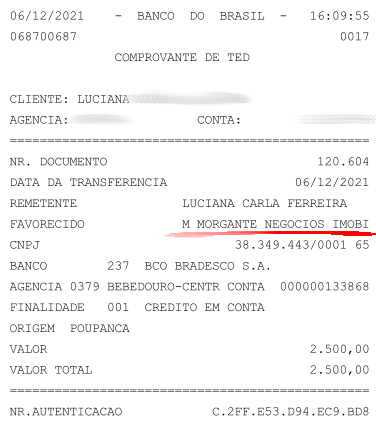 06/12/2021 - BANCO DO BRASIL - 16:09:55
068700687 0017
COMPROVANTE DE TED
CLIENTE: LUCIANA
AGENCIA: CONTA:
================================================
NR. DOCUMENTO 120.604
DATA DA TRANSFERENCIA 06/12/2021
REMETENTE LUCIANA CARLA FERREIRA
FAVORECIDO M MORGANTE NEGOCIOS IMOBI
CNPJ 38.349.443/0001 65
BANCO 237 BCO BRADESCO S.A.
AGENCIA 0379 BEBEDOURO-CENTR CONTA 000000133868
FINALIDADE 001 CREDITO EM CONTA
ORIGEM POUPANCA
VALOR 2.500,00
VALOR TOTAL 2.500,00
================================================
NR.AUTENTICACAO C.2FF.E53.D94.EC9.BD8